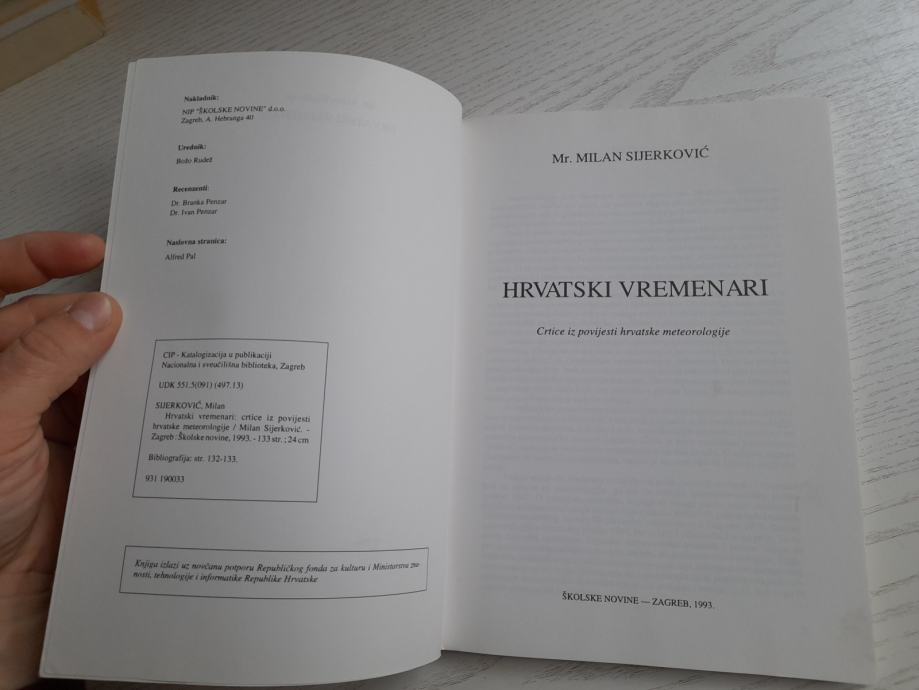 Nakladnik:
NIP "ŠKOLSKE NOVINE" d.o.o.
Zagreb, A. Hebranga 40
Urednik:
Božo Rudež
Recenzenti:
Dr. Branka Penzar
Dr. Ivan Penzar
Naslovna stranica:
Alfred Pal
CIP - Katalogizacija u publikaciji
Nacionalna i sveučilišna biblioteka, Zagreb
UDK 551.5(091) (497.13)
SIJERKOVIĆ, Milan
Hrvatski vremenari: crtice iz povijesti
hrvatske meteorologije / Milan Sijerković. -
Zagreb : Školske novine, 1993. - 133 str. ; 24 cm
Bibliografija: str. 132-133.
931 190033
Knjiga izlazi uz novčanu potporu Republičkog fonda za kulturu i Ministarstva zna-
nosti, tehnologije i informatike Republike Hrvatske
Mr. MILAN SIJERKOVIĆ
HRVATSKI VREMENARI
Crtice iz povijesti hrvatske meteorologije
ŠKOLSKE NOVINE — ZAGREB, 1993.